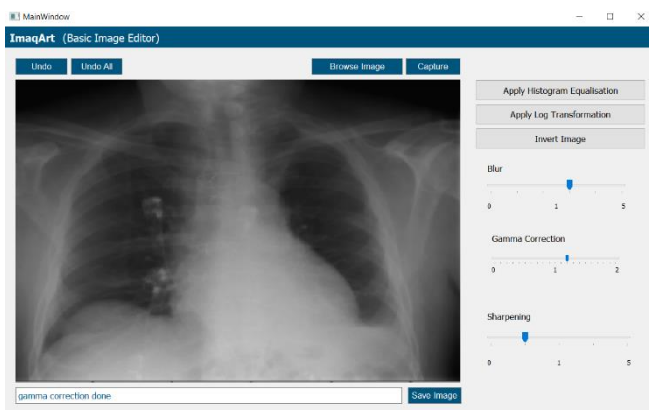 MainWindow
ImaqArt (Basic Image Editor)
Undo Undo All Browse Image Capture
Apply Histogram Equalisation
Apply Log Transformation
Invert Image
Blur
0 1 5
Gamma Correction
0 1 2
Sharpening
0 1 5
gamma correction done Save Image